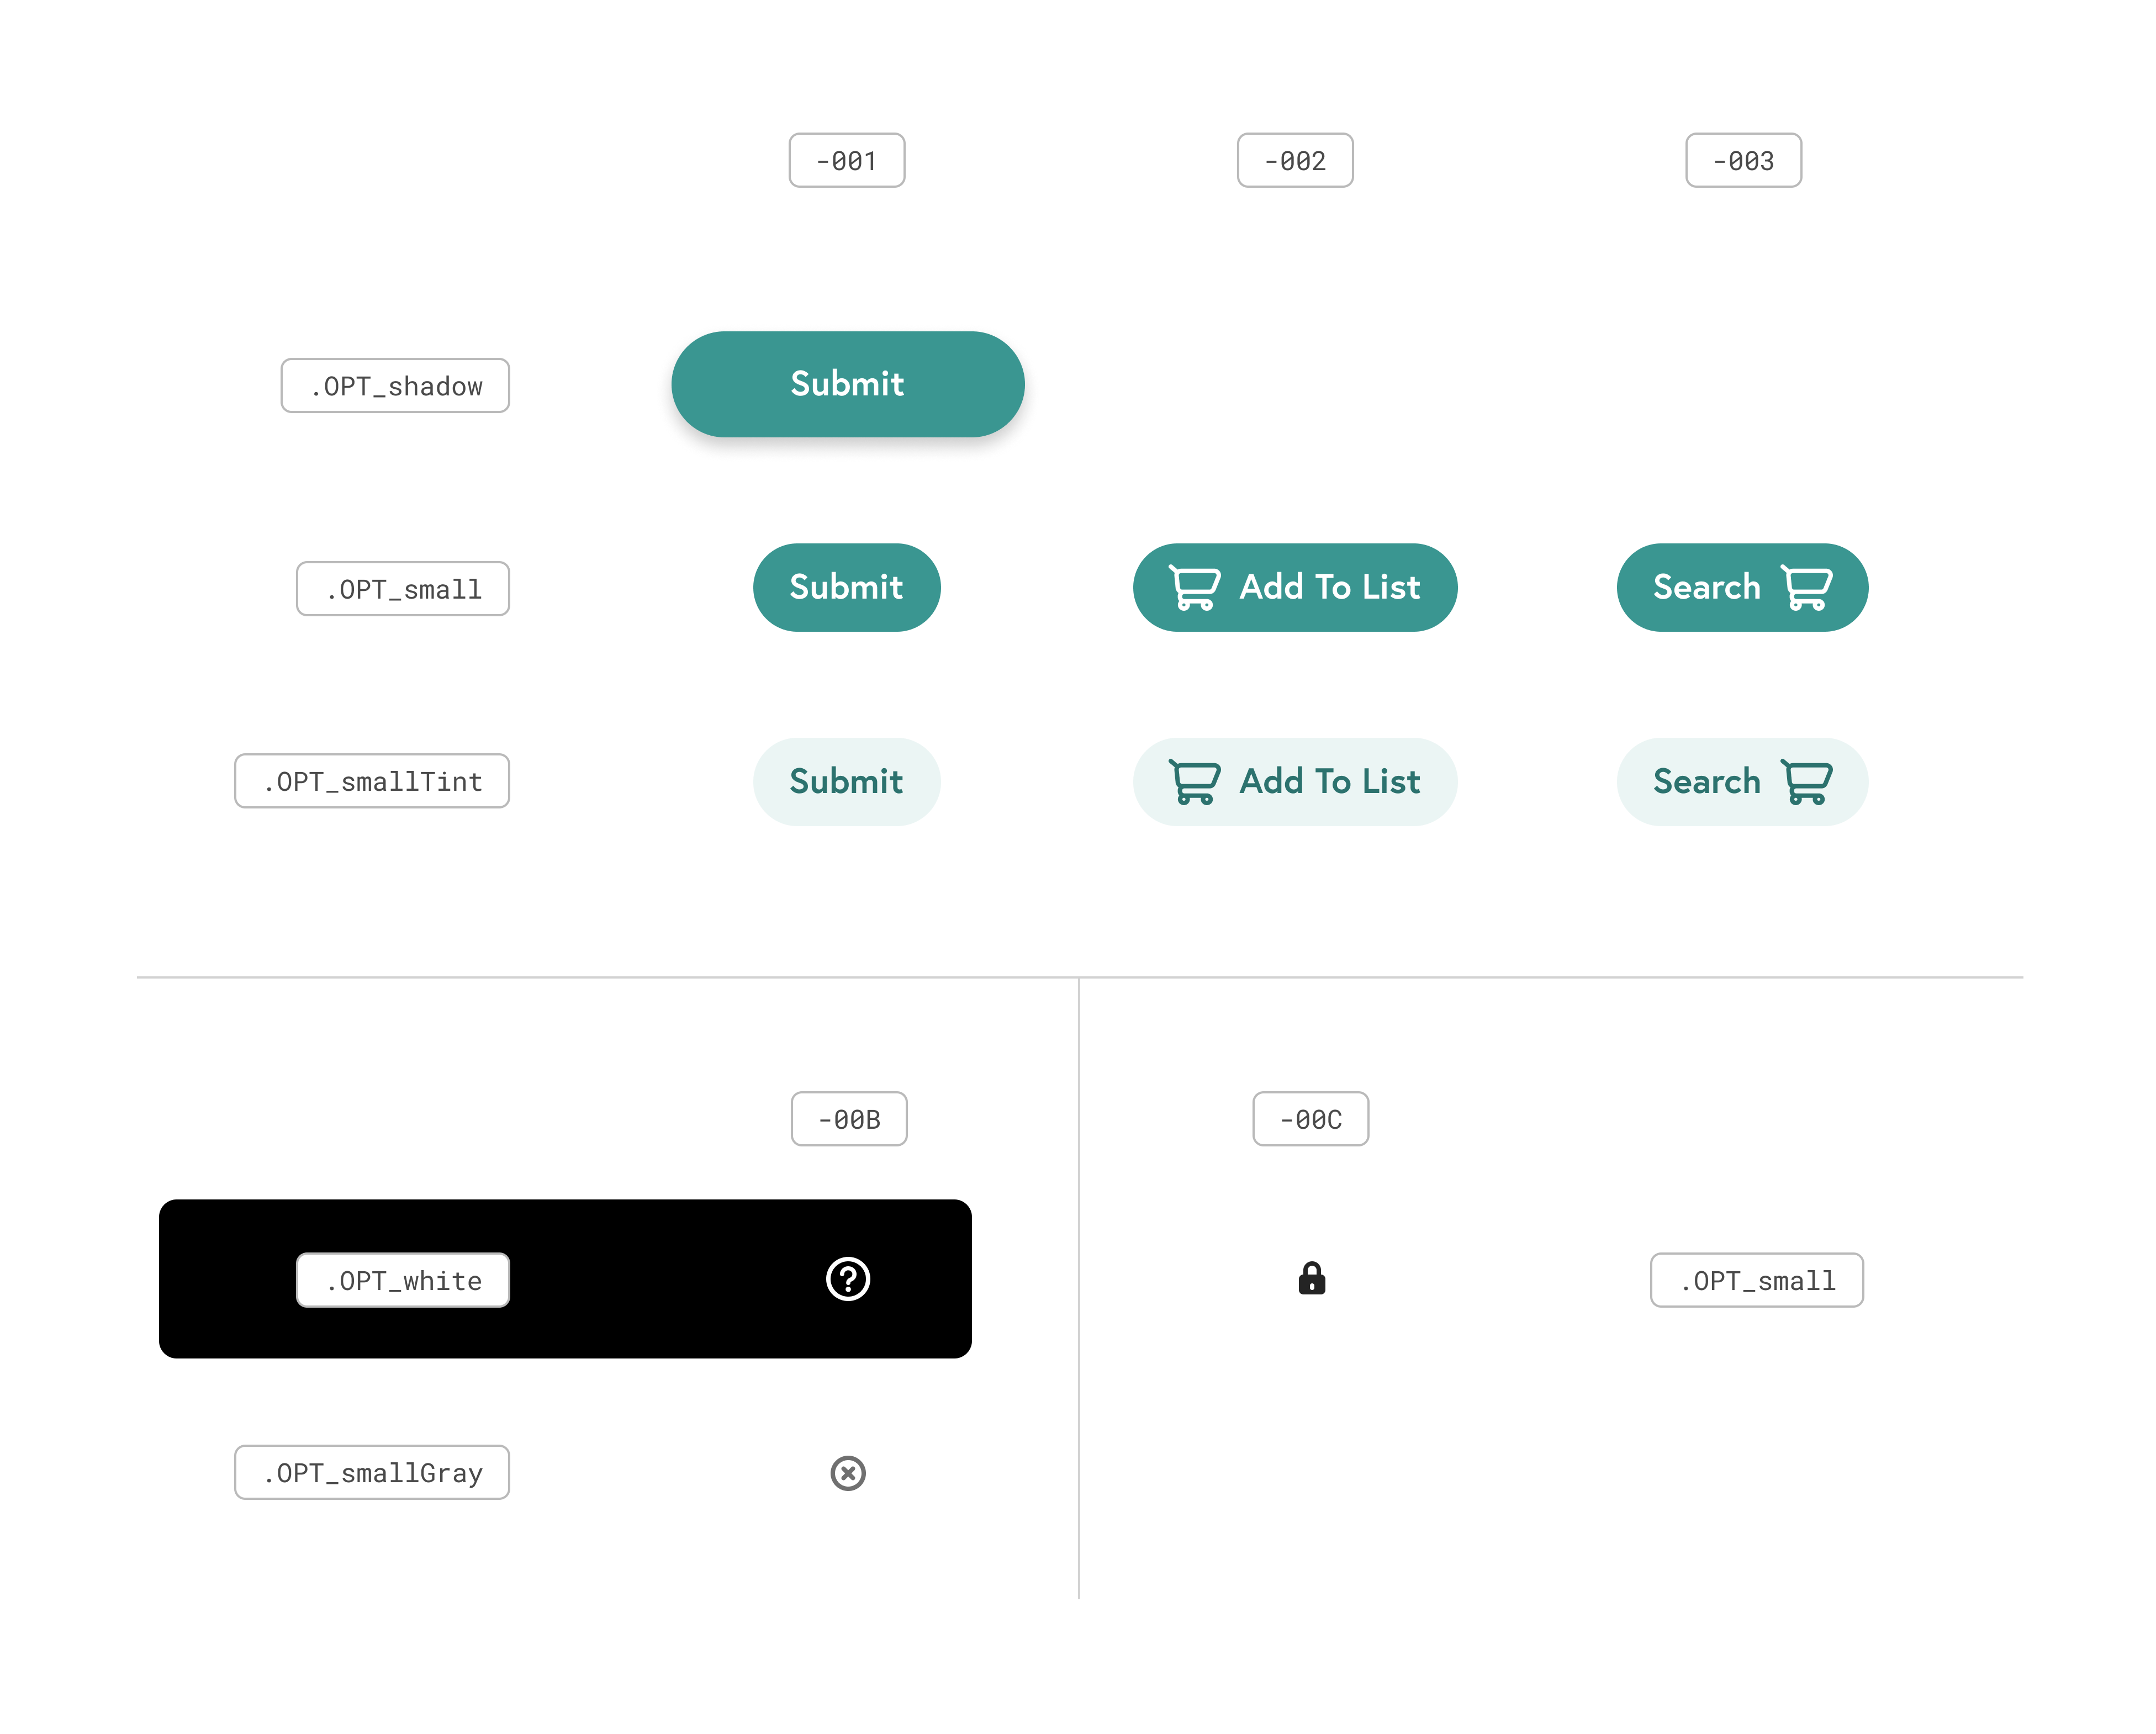 -001 -002 -003
.OPT_shadow Submit
.OPT_small Submit Add To List Search
.OPT_smallTint Submit Add To List Search
-00B -00C
.OPT_white ? .OPT_small
.OPT_smallGray